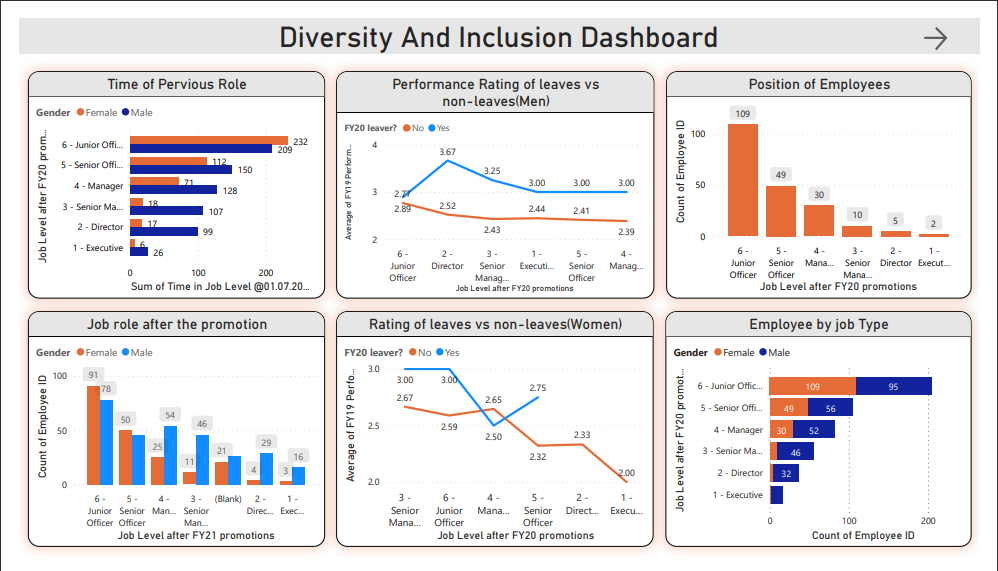 Diversity And Inclusion Dashboard
Time of Pervious Role
Gender Female Male
Job Level after FY20 prom...
6 - Junior Offi...
5 - Senior Offi...
4 - Manager
3 - Senior Ma...
2 - Director
1 - Executive
232
209
112
150
71
128
18
107
17
99
6
26
0 100 200
Sum of Time in Job Level @01.07.20...
Performance Rating of leaves vs
non-leaves(Men)
FY20 leaver? No Yes
Average of FY19 Perform...
4
3
2
2.77
2.89
3.67
2.52
3.25
2.43
3.00
2.44
3.00
2.41
3.00
2.39
6 -
Junior
Officer
2 -
Director
3 -
Senior
Manag...
1 -
Executi...
5 -
Senior
Officer
4 -
Manag...
Job Level after FY20 promotions
Position of Employees
Count of Employee ID
100
50
0
109
49
30
10
5
2
6 -
Junior
Officer
5 -
Senior
Officer
4 -
Mana...
3 -
Senior
Mana...
2 -
Director
1 -
Execut...
Job Level after FY20 promotions
Job role after the promotion
Gender Female Male
Count of Employee ID
100
50
0
91
78
50
25
54
11
46
21
4
29
3
16
6 -
Junior
Officer
5 -
Senior
Officer
4 -
Man...
3 -
Senior
Man...
(Blank)
2 -
Direc...
1 -
Exec...
Job Level after FY21 promotions
Rating of leaves vs non-leaves(Women)
FY20 leaver? No Yes
Average of FY19 Perfo...
3.0
2.5
2.0
3.00
2.67
3.00
2.59
2.65
2.50
2.75
2.32
2.33
2.00
3 -
Senior
Mana...
6 -
Junior
Officer
4 -
Mana...
5 -
Senior
Officer
2 -
Direct...
1 -
Execu...
Job Level after FY20 promotions
Employee by job Type
Gender Female Male
Job Level after FY20 promot...
6 - Junior Offic...
5 - Senior Offi...
4 - Manager
3 - Senior Ma...
2 - Director
1 - Executive
109 95
49 56
30 52
46
32
0 100 200
Count of Employee ID